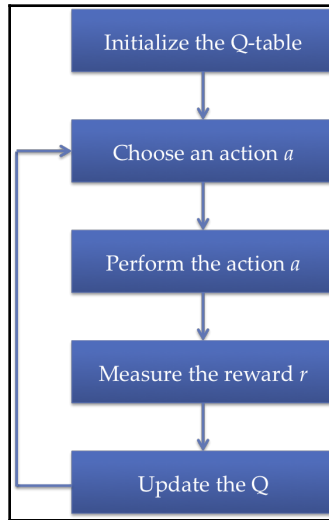 Initialize the Q-table
Choose an action a
Perform the action a
Measure the reward r
Update the Q